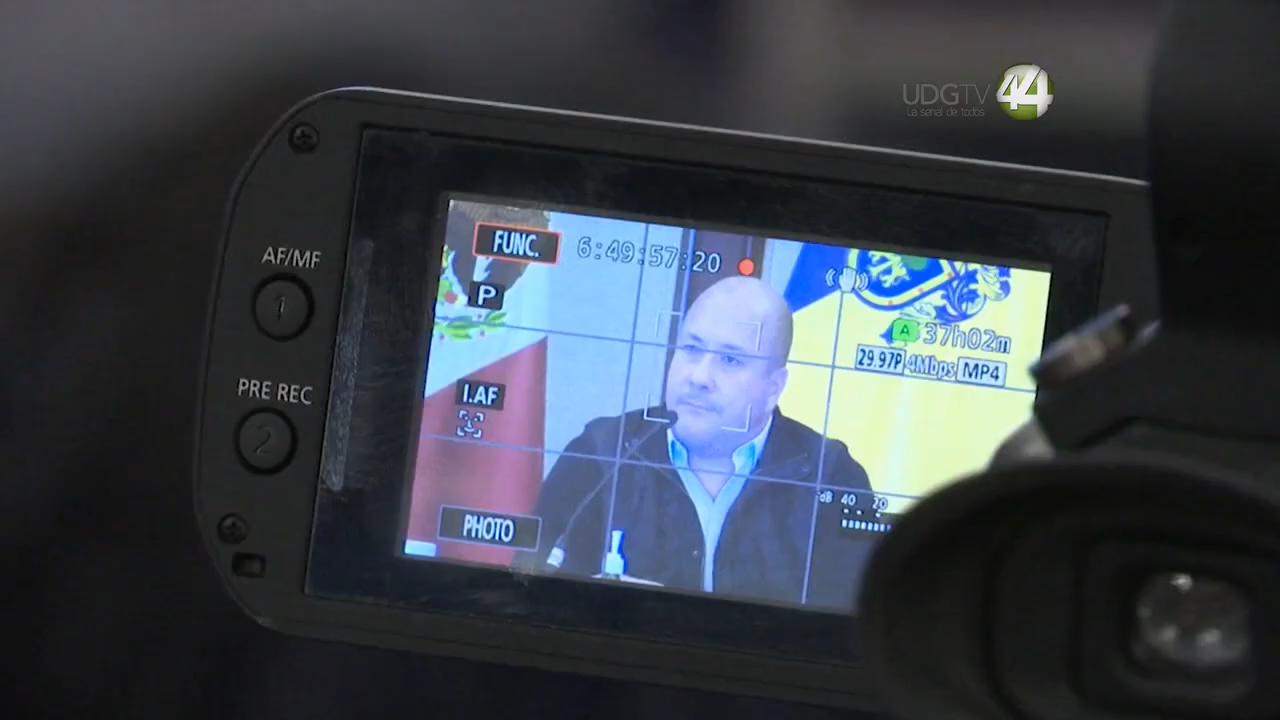 UDGTV 44
La señal de todos
AF/MF
1
PRE REC
2
FUNC.
6:49:57:20
P
A 37h02m
29.97P 4Mbps MP4
I.AF
PHOTO
dB 40 20